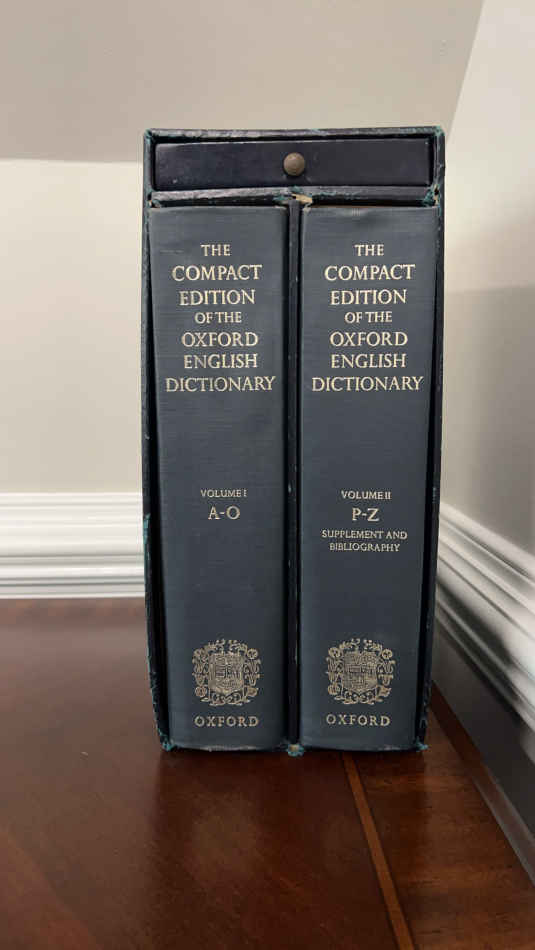 THE
COMPACT
EDITION
OF THE
OXFORD
ENGLISH
DICTIONARY
VOLUME I
A-O
OXFORD
THE
COMPACT
EDITION
OF THE
OXFORD
ENGLISH
DICTIONARY
VOLUME II
P-Z
SUPPLEMENT AND
BIBLIOGRAPHY
OXFORD